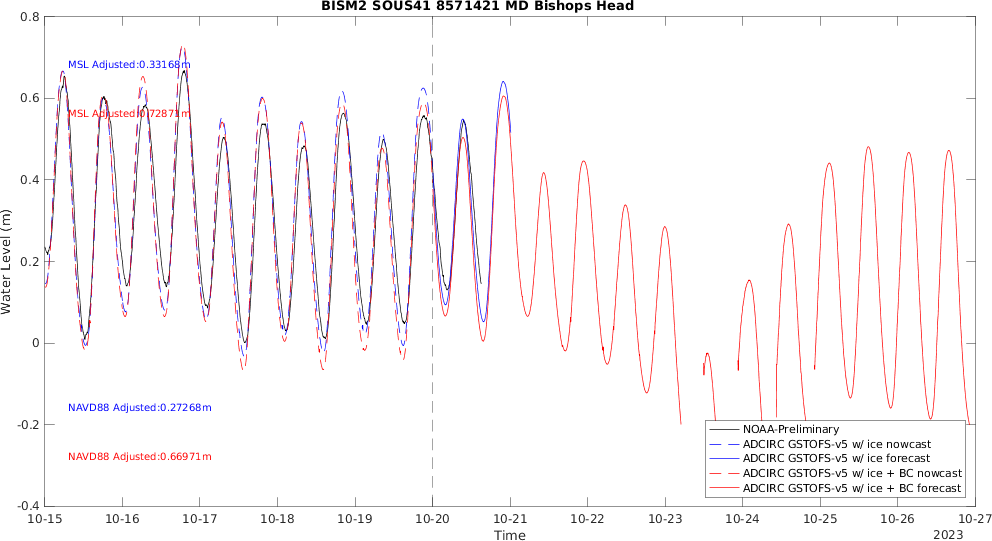 BISM2 SOUS41 8571421 MD Bishops Head
0.8
0.6
0.4
0.2
0
-0.2
-0.4
Water Level (m)
MSL Adjusted:0.33168m
MSL Adjusted:0.72871m
NAVD88 Adjusted:0.27268m
NAVD88 Adjusted:0.66971m
NOAA-Preliminary
ADCIRC GSTOFS-v5 w/ ice nowcast
ADCIRC GSTOFS-v5 w/ ice forecast
ADCIRC GSTOFS-v5 w/ ice + BC nowcast
ADCIRC GSTOFS-v5 w/ ice + BC forecast
10-15 10-16 10-17 10-18 10-19 10-20 10-21 10-22 10-23 10-24 10-25 10-26 10-27
Time
2023